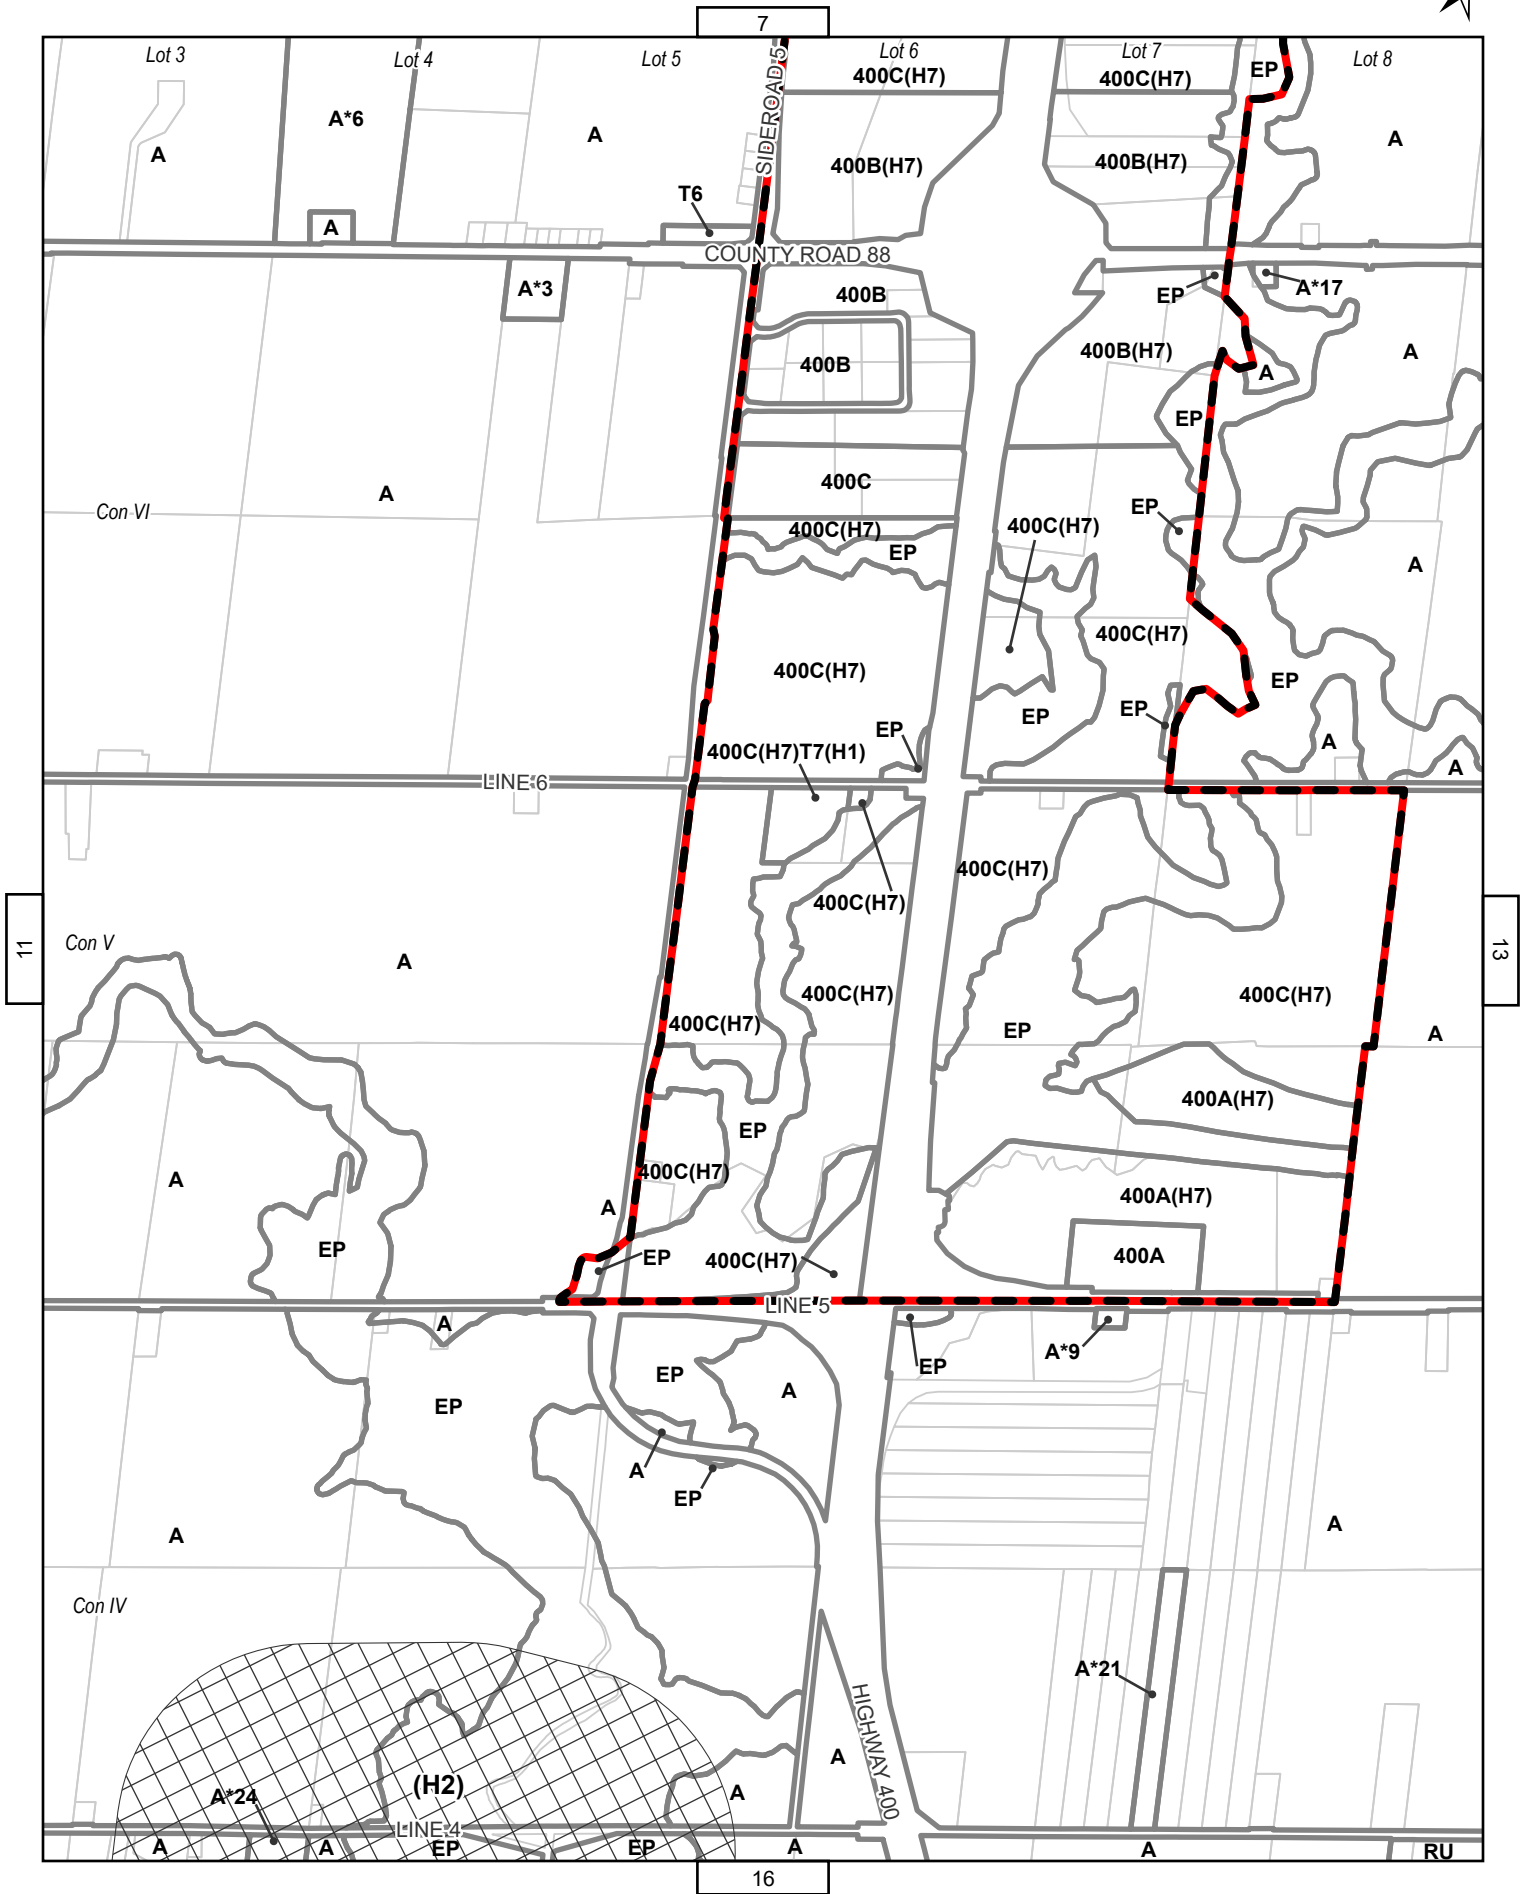 7
Lot 3
Lot 4
Lot 5
SIDEROAD 5
Lot 6
Lot 7
Lot 8
400C(H7)
400C(H7)
EP
A*6
A
A
A
400B(H7)
400B(H7)
T6
A
COUNTY ROAD 88
A*3
400B
EP
A*17
400B(H7)
A
400B
A
EP
400C
A
Con VI
EP
400C(H7)
400C(H7)
EP
A
400C(H7)
400C(H7)
EP
EP
EP
EP
A
400C(H7)
T7(H1)
A
LINE 6
400C(H7)
400C(H7)
11
Con V
A
13
400C(H7)
400C(H7)
400C(H7)
EP
A
400A(H7)
EP
400C(H7)
A
400A(H7)
A
EP
EP
400C(H7)
400A
LINE 5
A
A*9
EP
EP
A
EP
A
EP
A
A
Con IV
A*21
HIGHWAY 400
A
(H2)
A*24
A
LINE 4
A
A
EP
EP
A
A
RU
16